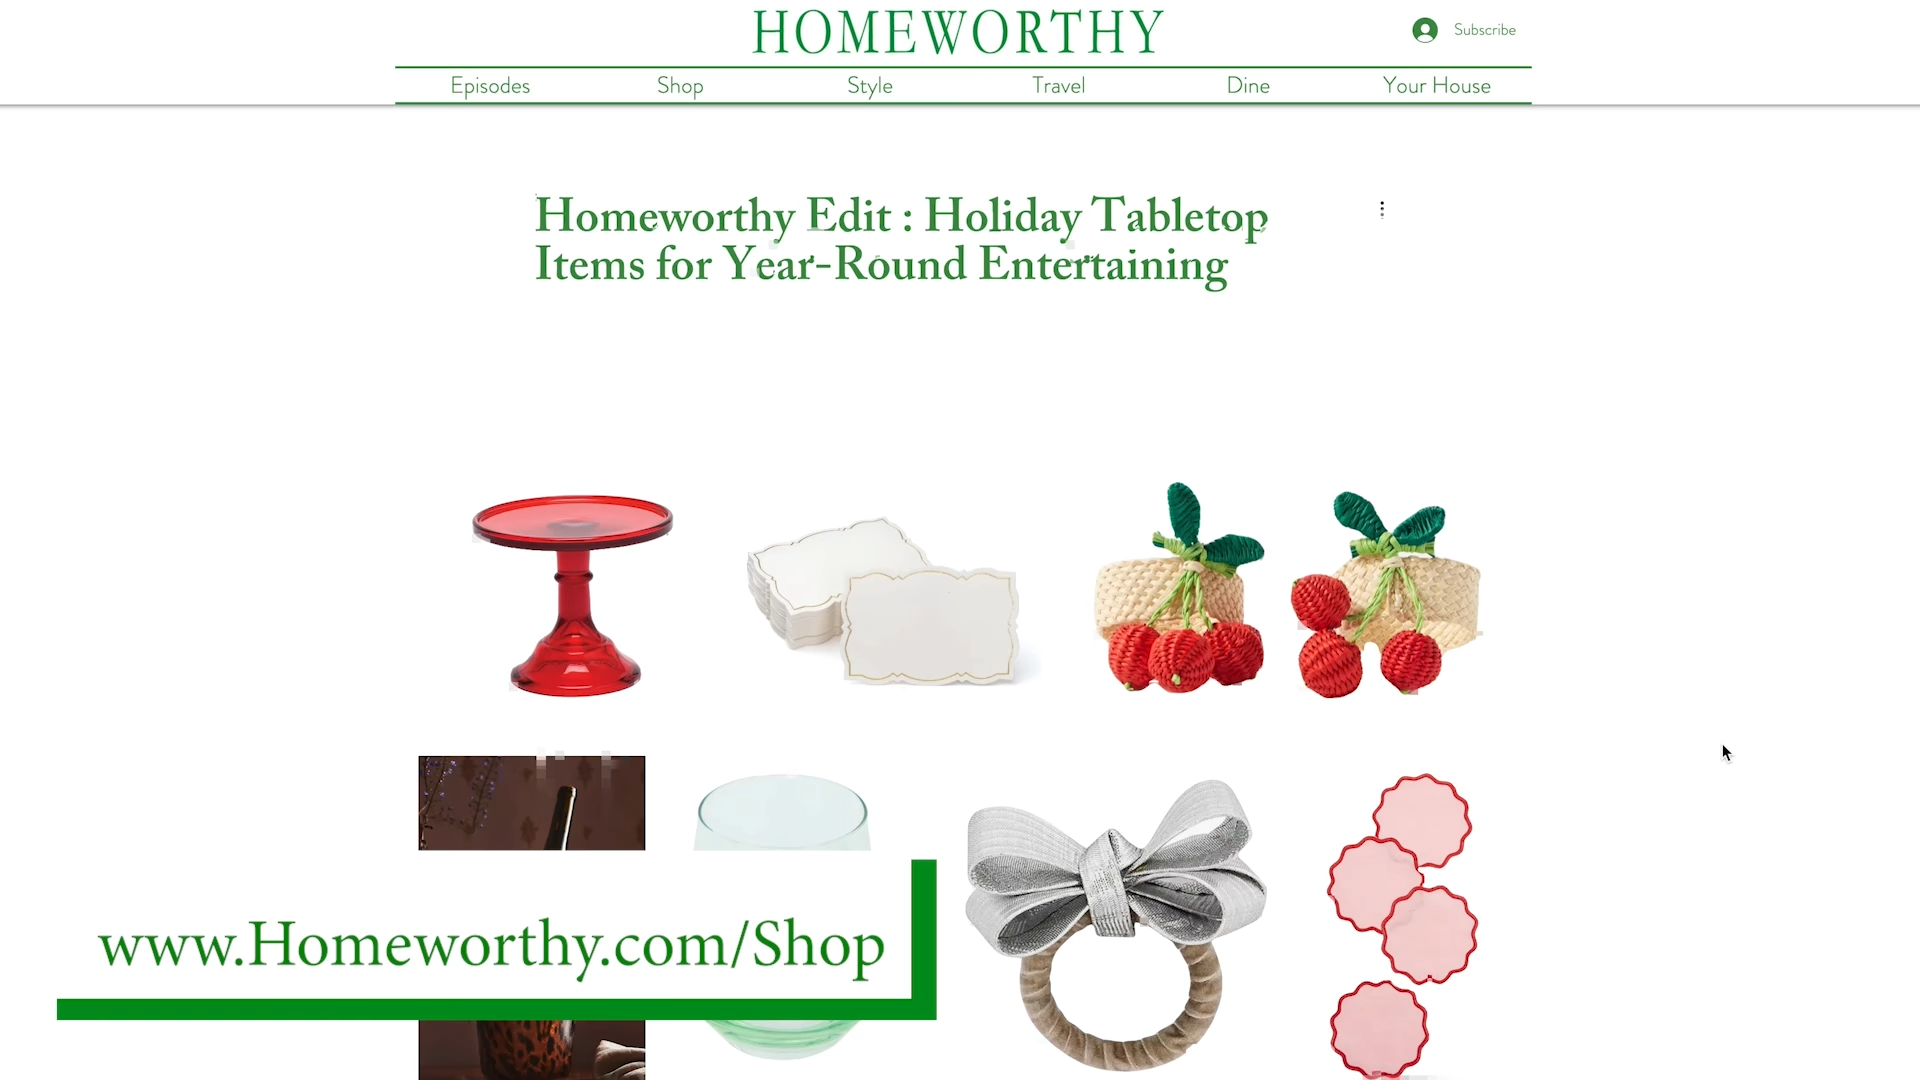 HOMEWORTHY
Subscribe
Episodes
Shop
Style
Travel
Dine
Your House
Homeworthy Edit : Holiday Tabletop
Items for Year-Round Entertaining
www.Homeworthy.com/Shop